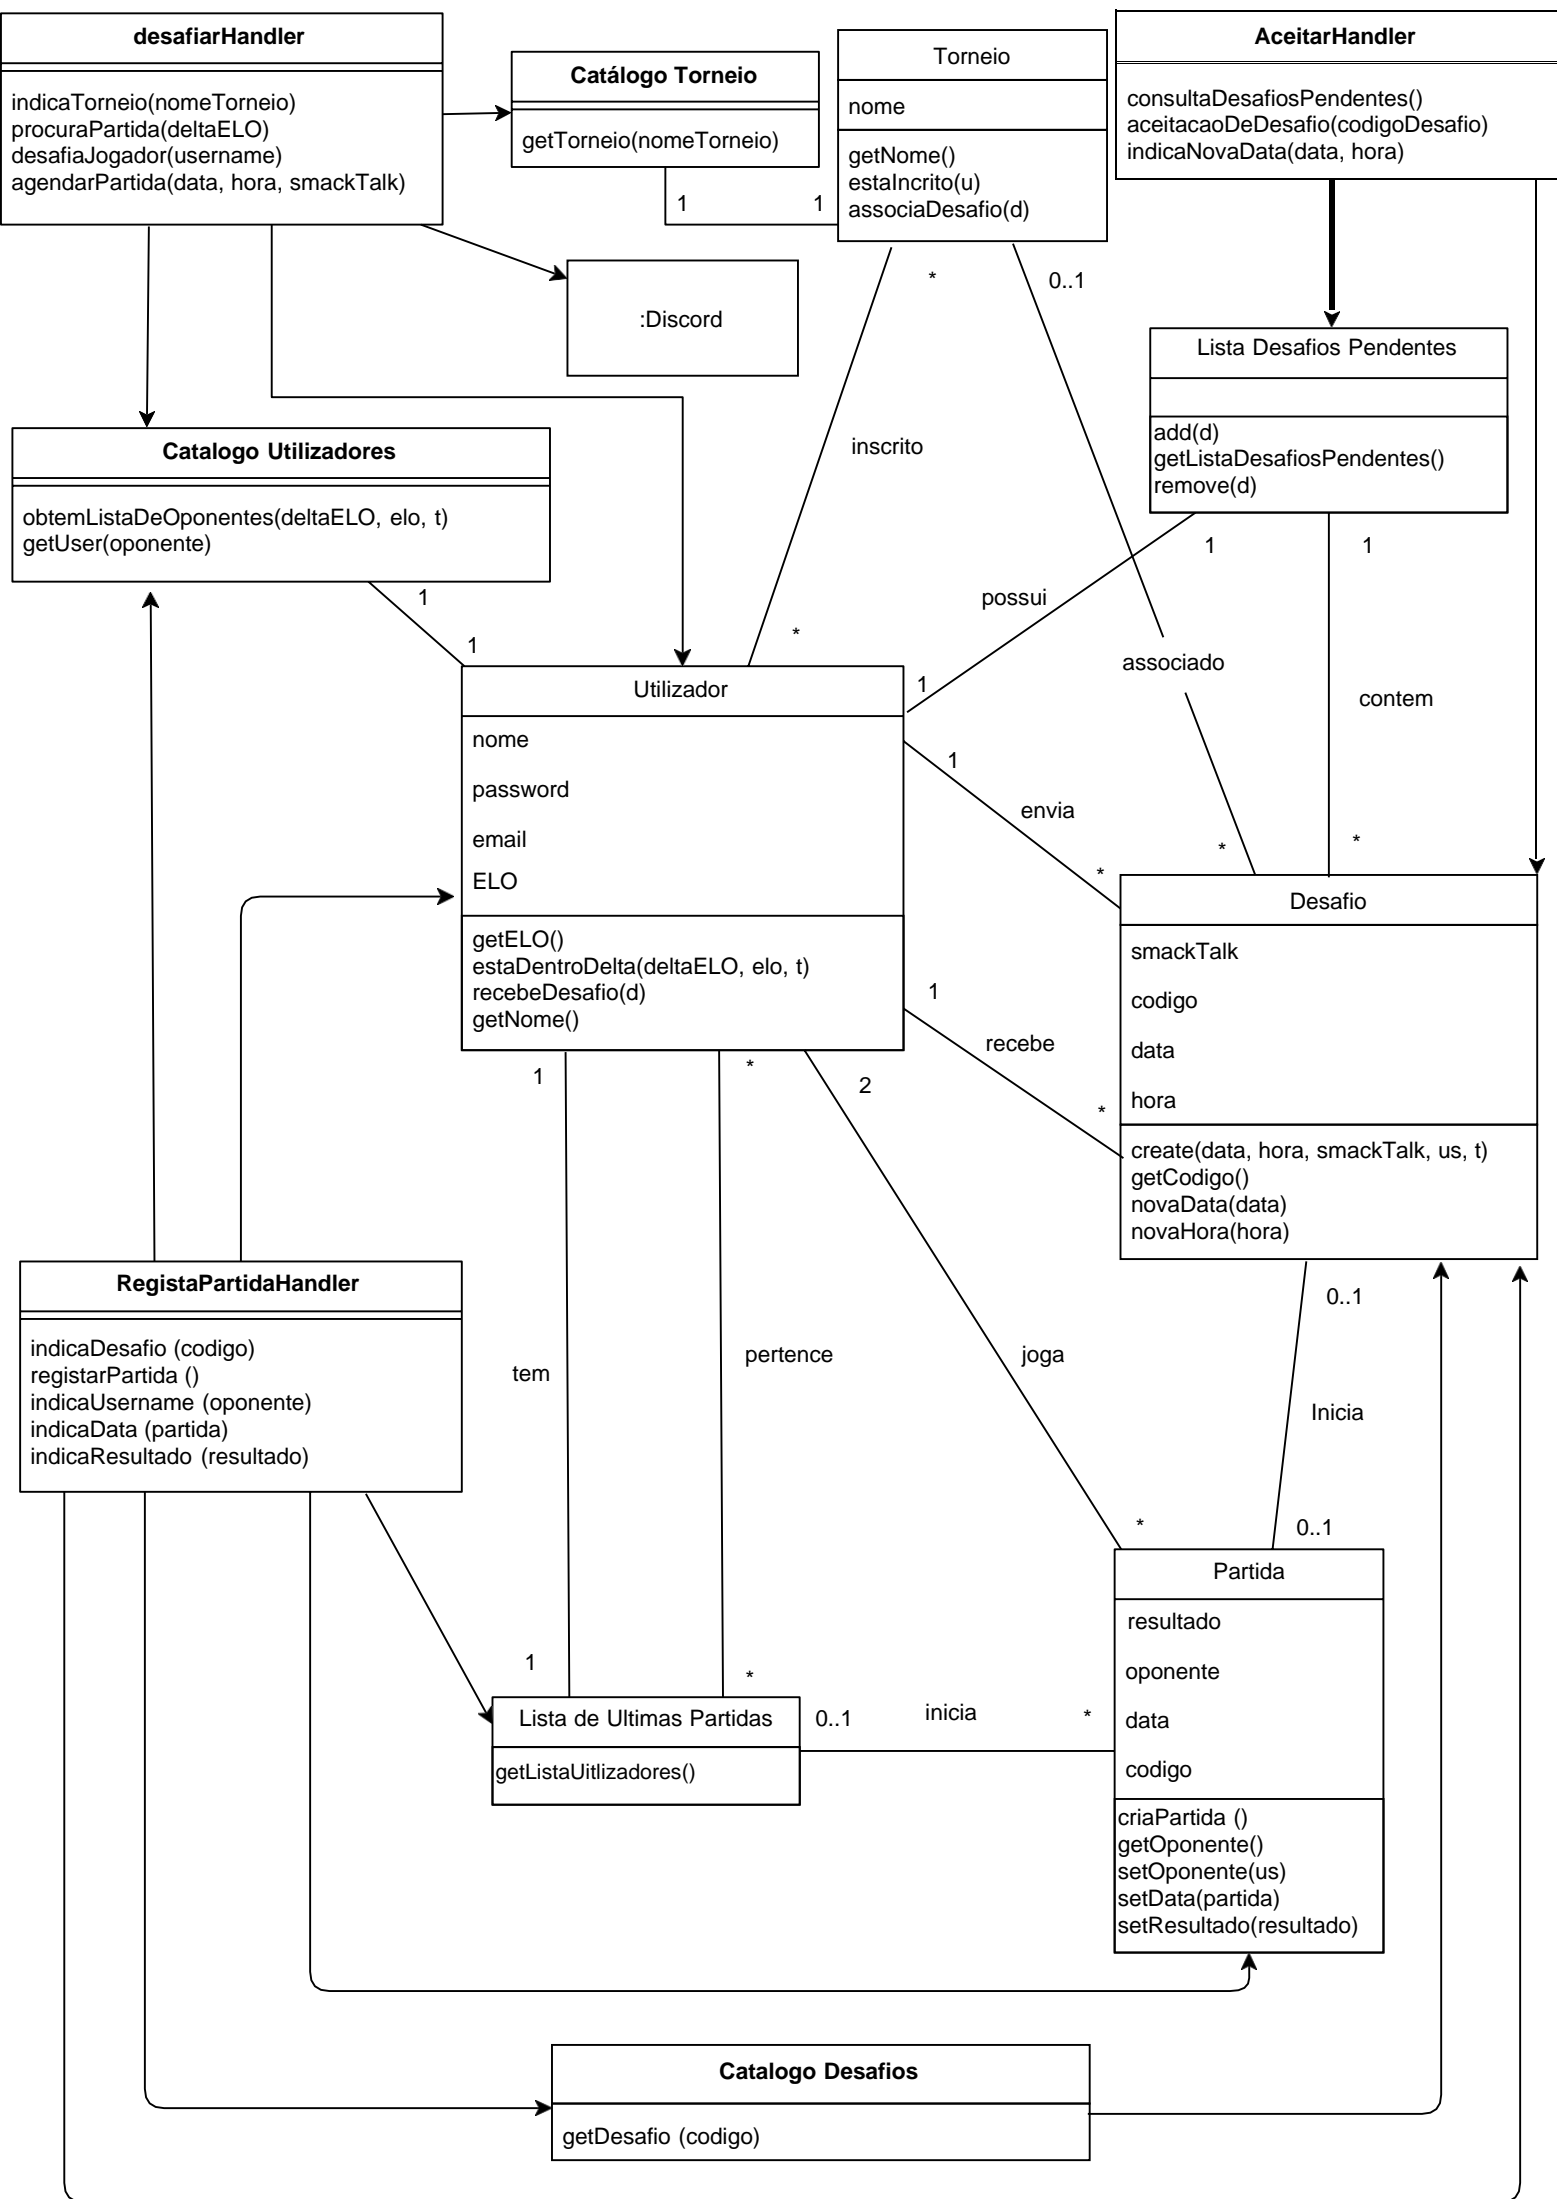 desafiarHandler
indicaTorneio(nomeTorneio)
procuraPartida(deltaELO)
desafiaJogador(username)
agendarPartida(data, hora, smackTalk)
Catálogo Torneio
getTorneio(nomeTorneio)
1
1
Torneio
nome
getNome()
estaIncrito(u)
associaDesafio(d)
AceitarHandler
consultaDesafiosPendentes()
aceitacaoDeDesafio(codigoDesafio)
indicaNovaData(data, hora)
:Discord
*
0..1
Lista Desafios Pendentes
add(d)
getListaDesafiosPendentes()
remove(d)
inscrito
Catalogo Utilizadores
obtemListaDeOponentes(deltaELO, elo, t)
getUser(oponente)
1
1
1
1
possui
*
associado
1
contem
Utilizador
nome
password
email
ELO
getELO()
estaDentroDelta(deltaELO, elo, t)
recebeDesafio(d)
getNome()
1
envia
*
*
*
1
recebe
*
Desafio
smackTalk
codigo
data
hora
create(data, hora, smackTalk, us, t)
getCodigo()
novaData(data)
novaHora(hora)
1
*
2
RegistaPartidaHandler
indicaDesafio (codigo)
registarPartida ()
indicaUsername (oponente)
indicaData (partida)
indicaResultado (resultado)
tem
pertence
joga
0..1
Inicia
0..1
*
1
*
Lista de Ultimas Partidas
getListaUitlizadores()
0..1
inicia
*
Partida
resultado
oponente
data
codigo
criaPartida ()
getOponente()
setOponente(us)
setData(partida)
setResultado(resultado)
Catalogo Desafios
getDesafio (codigo)